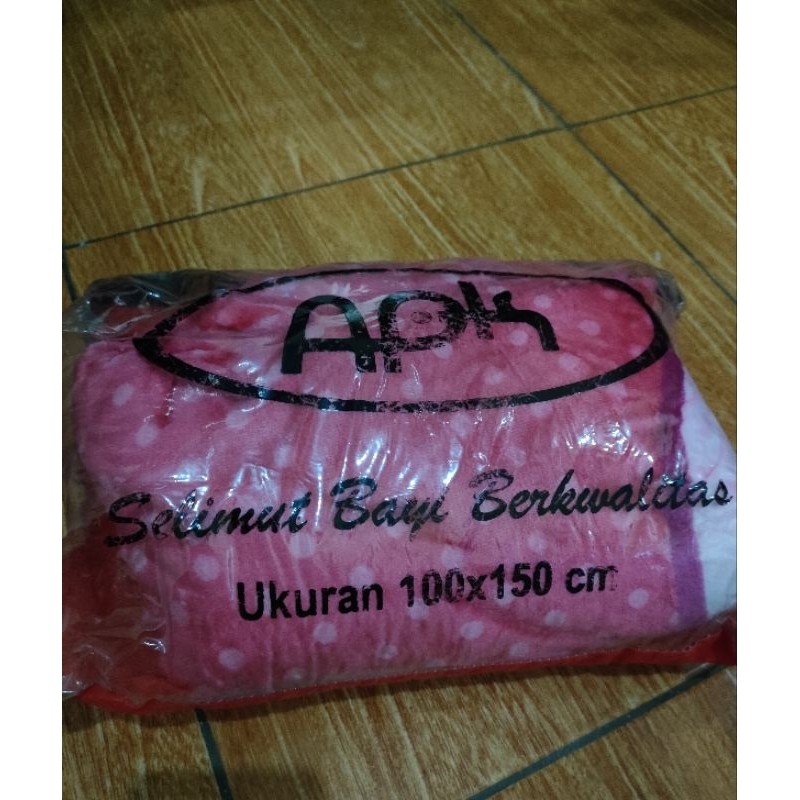 Apk
Selimut Bayi Berkwalitas
Ukuran 100x150 cm